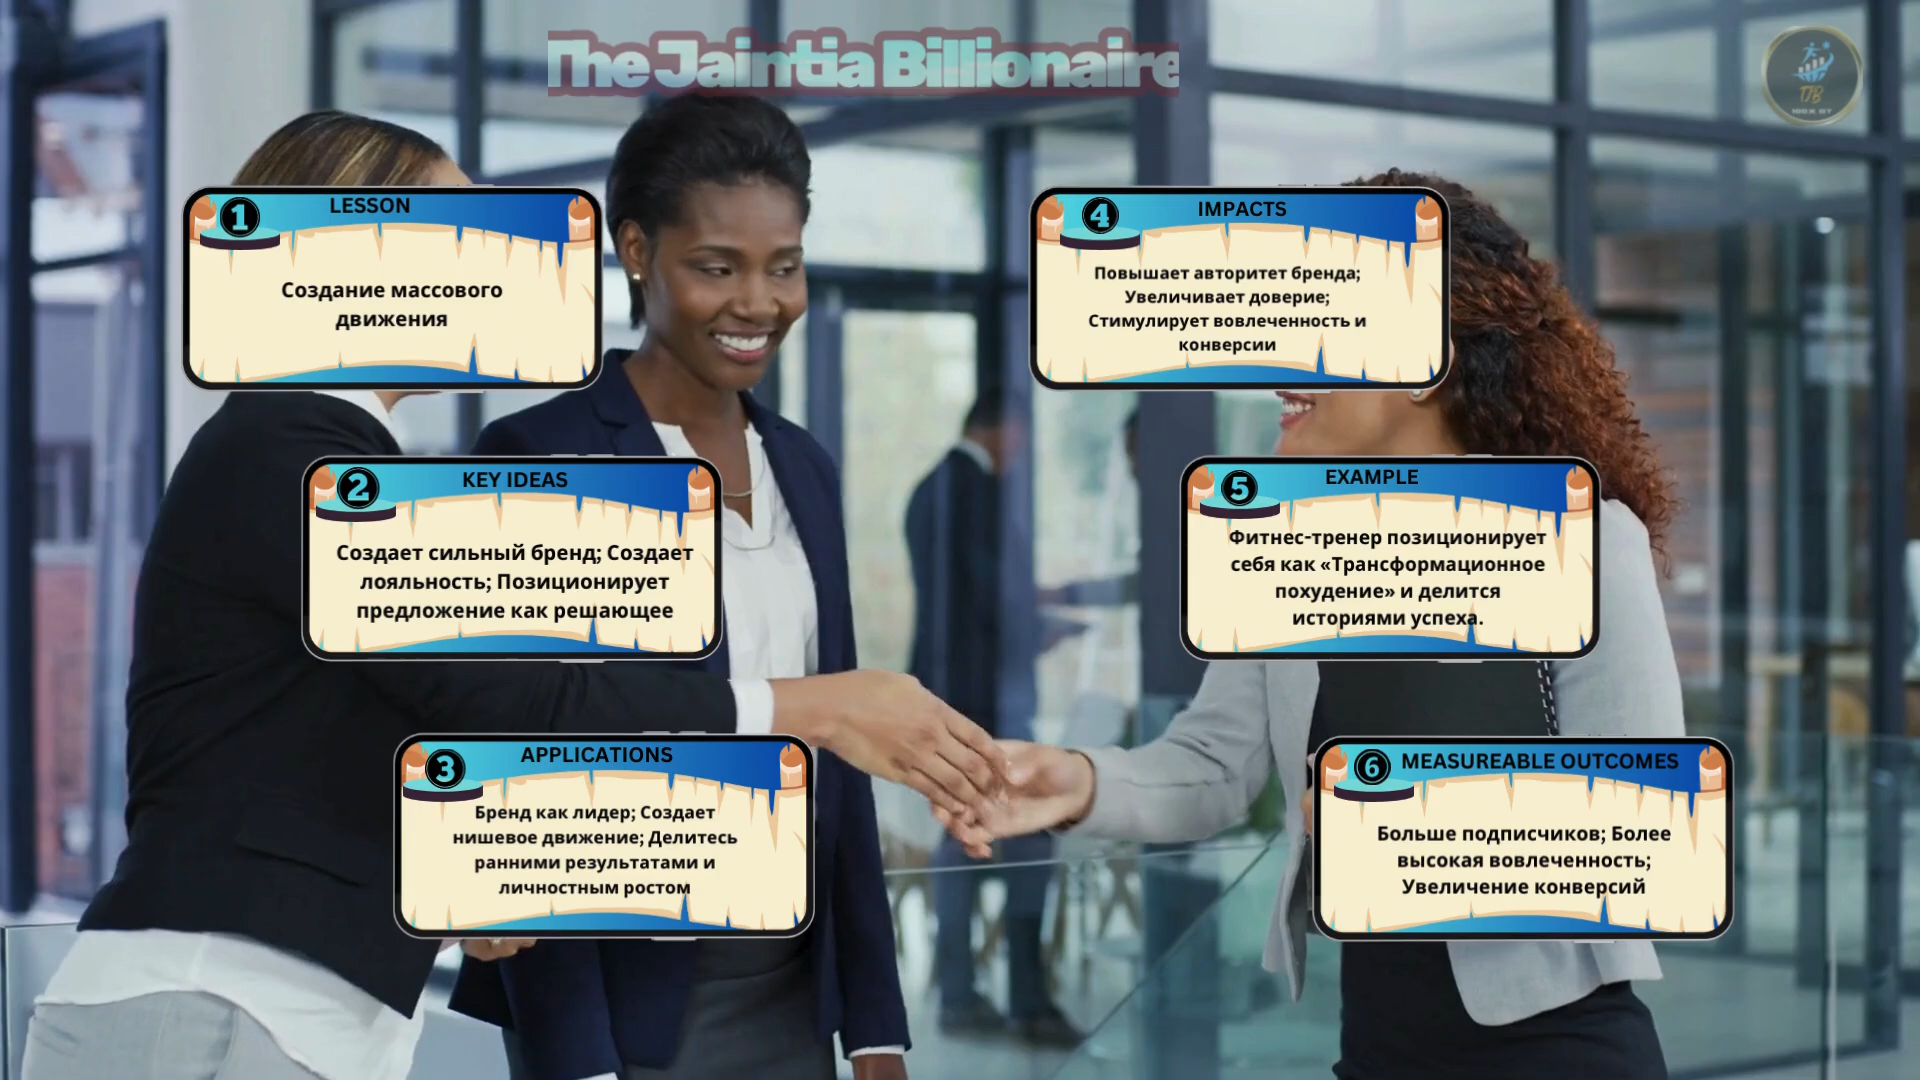 The Jaintia Billionaire
TJB
1
LESSON
Создание массового
движения
2
KEY IDEAS
Создает сильный бренд; Создает
лояльность; Позиционирует
предложение как решающее
3
APPLICATIONS
Бренд как лидер; Создает
нишевое движение; Делитесь
ранними результатами и
личностным ростом
4
IMPACTS
Повышает авторитет бренда;
Увеличивает доверие;
Стимулирует вовлеченность и
конверсии
5
EXAMPLE
Фитнес-тренер позиционирует
себя как «Трансформационное
похудение» и делится
историями успеха.
6
MEASUREABLE OUTCOMES
Больше подписчиков; Более
высокая вовлеченность;
Увеличение конверсий